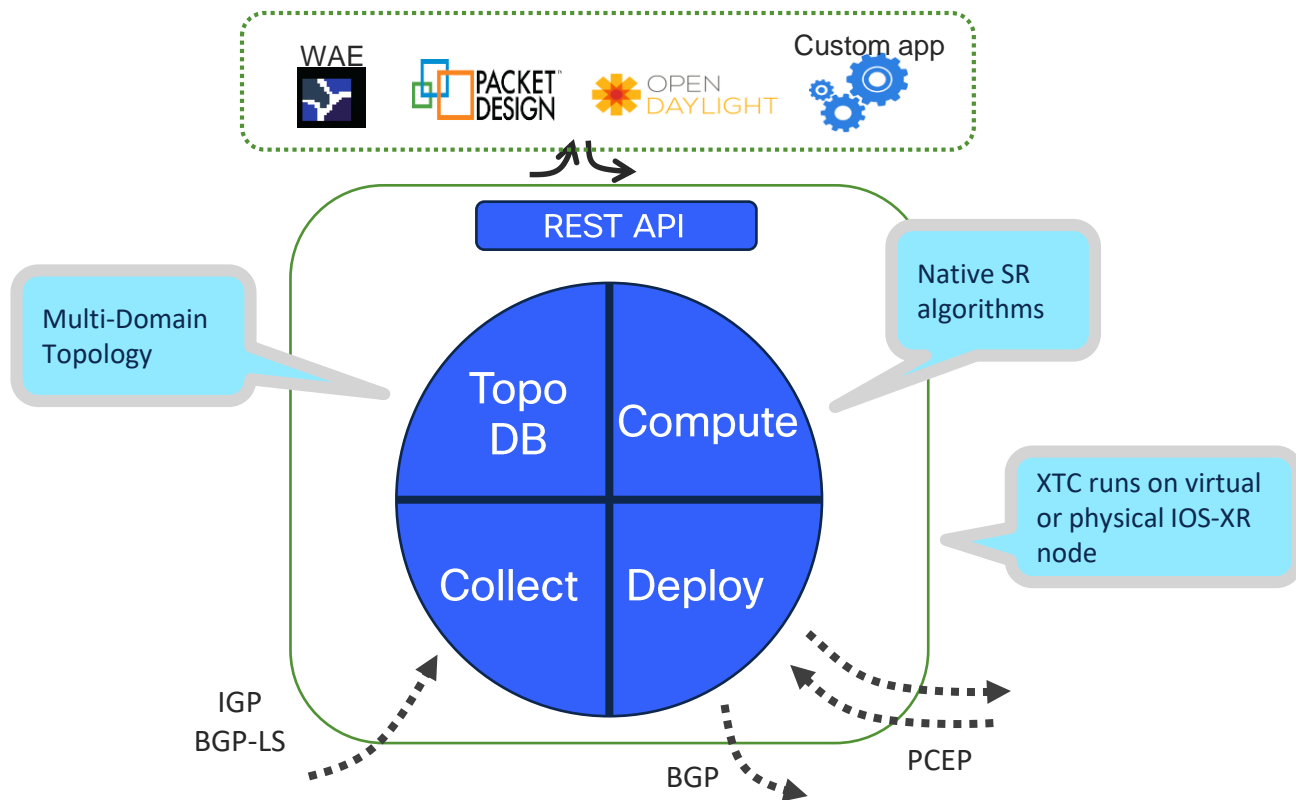 WAE
PACKET™
DESIGN
OPEN
DAYLIGHT
Custom app
REST API
Multi-Domain
Topology
Native SR
algorithms
Topo
DB
Compute
XTC runs on virtual
or physical IOS-XR
node
Collect
Deploy
IGP
BGP-LS
BGP
PCEP